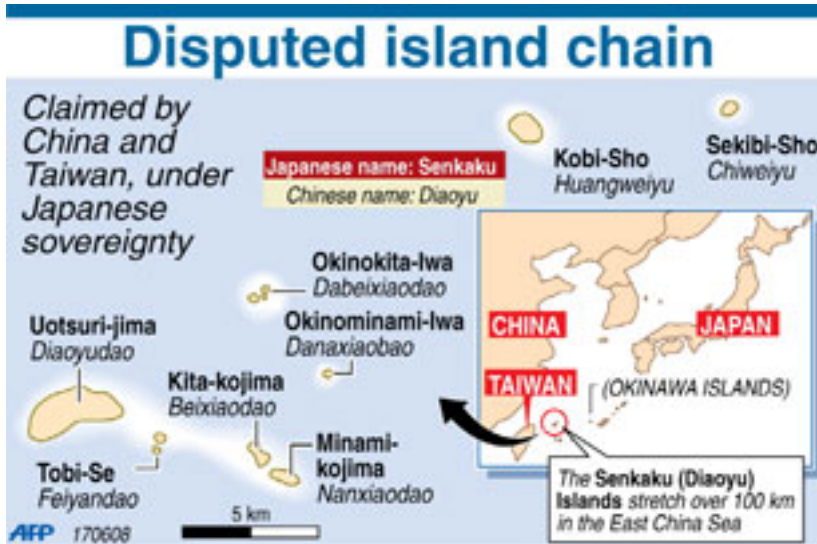 Disputed island chain
Claimed by
China and
Taiwan, under
Japanese
sovereignty
Japanese name: Senkaku
Chinese name: Diaoyu
Kobi-Sho
Huangweiyu
Sekibi-Sho
Chiweiyu
Okinokita-Iwa
Dabeixiaodao
Okinominami-Iwa
Danaxiaobao
Uotsuri-jima
Diaoyudao
Kita-kojima
Beixiaodao
Tobi-Se
Feiyandao
Minami-
kojima
Nanxiaodao
CHINA
JAPAN
TAIWAN
(OKINAWA ISLANDS)
The Senkaku (Diaoyu)
Islands stretch over 100 km
in the East China Sea
5 km
AFP 170608